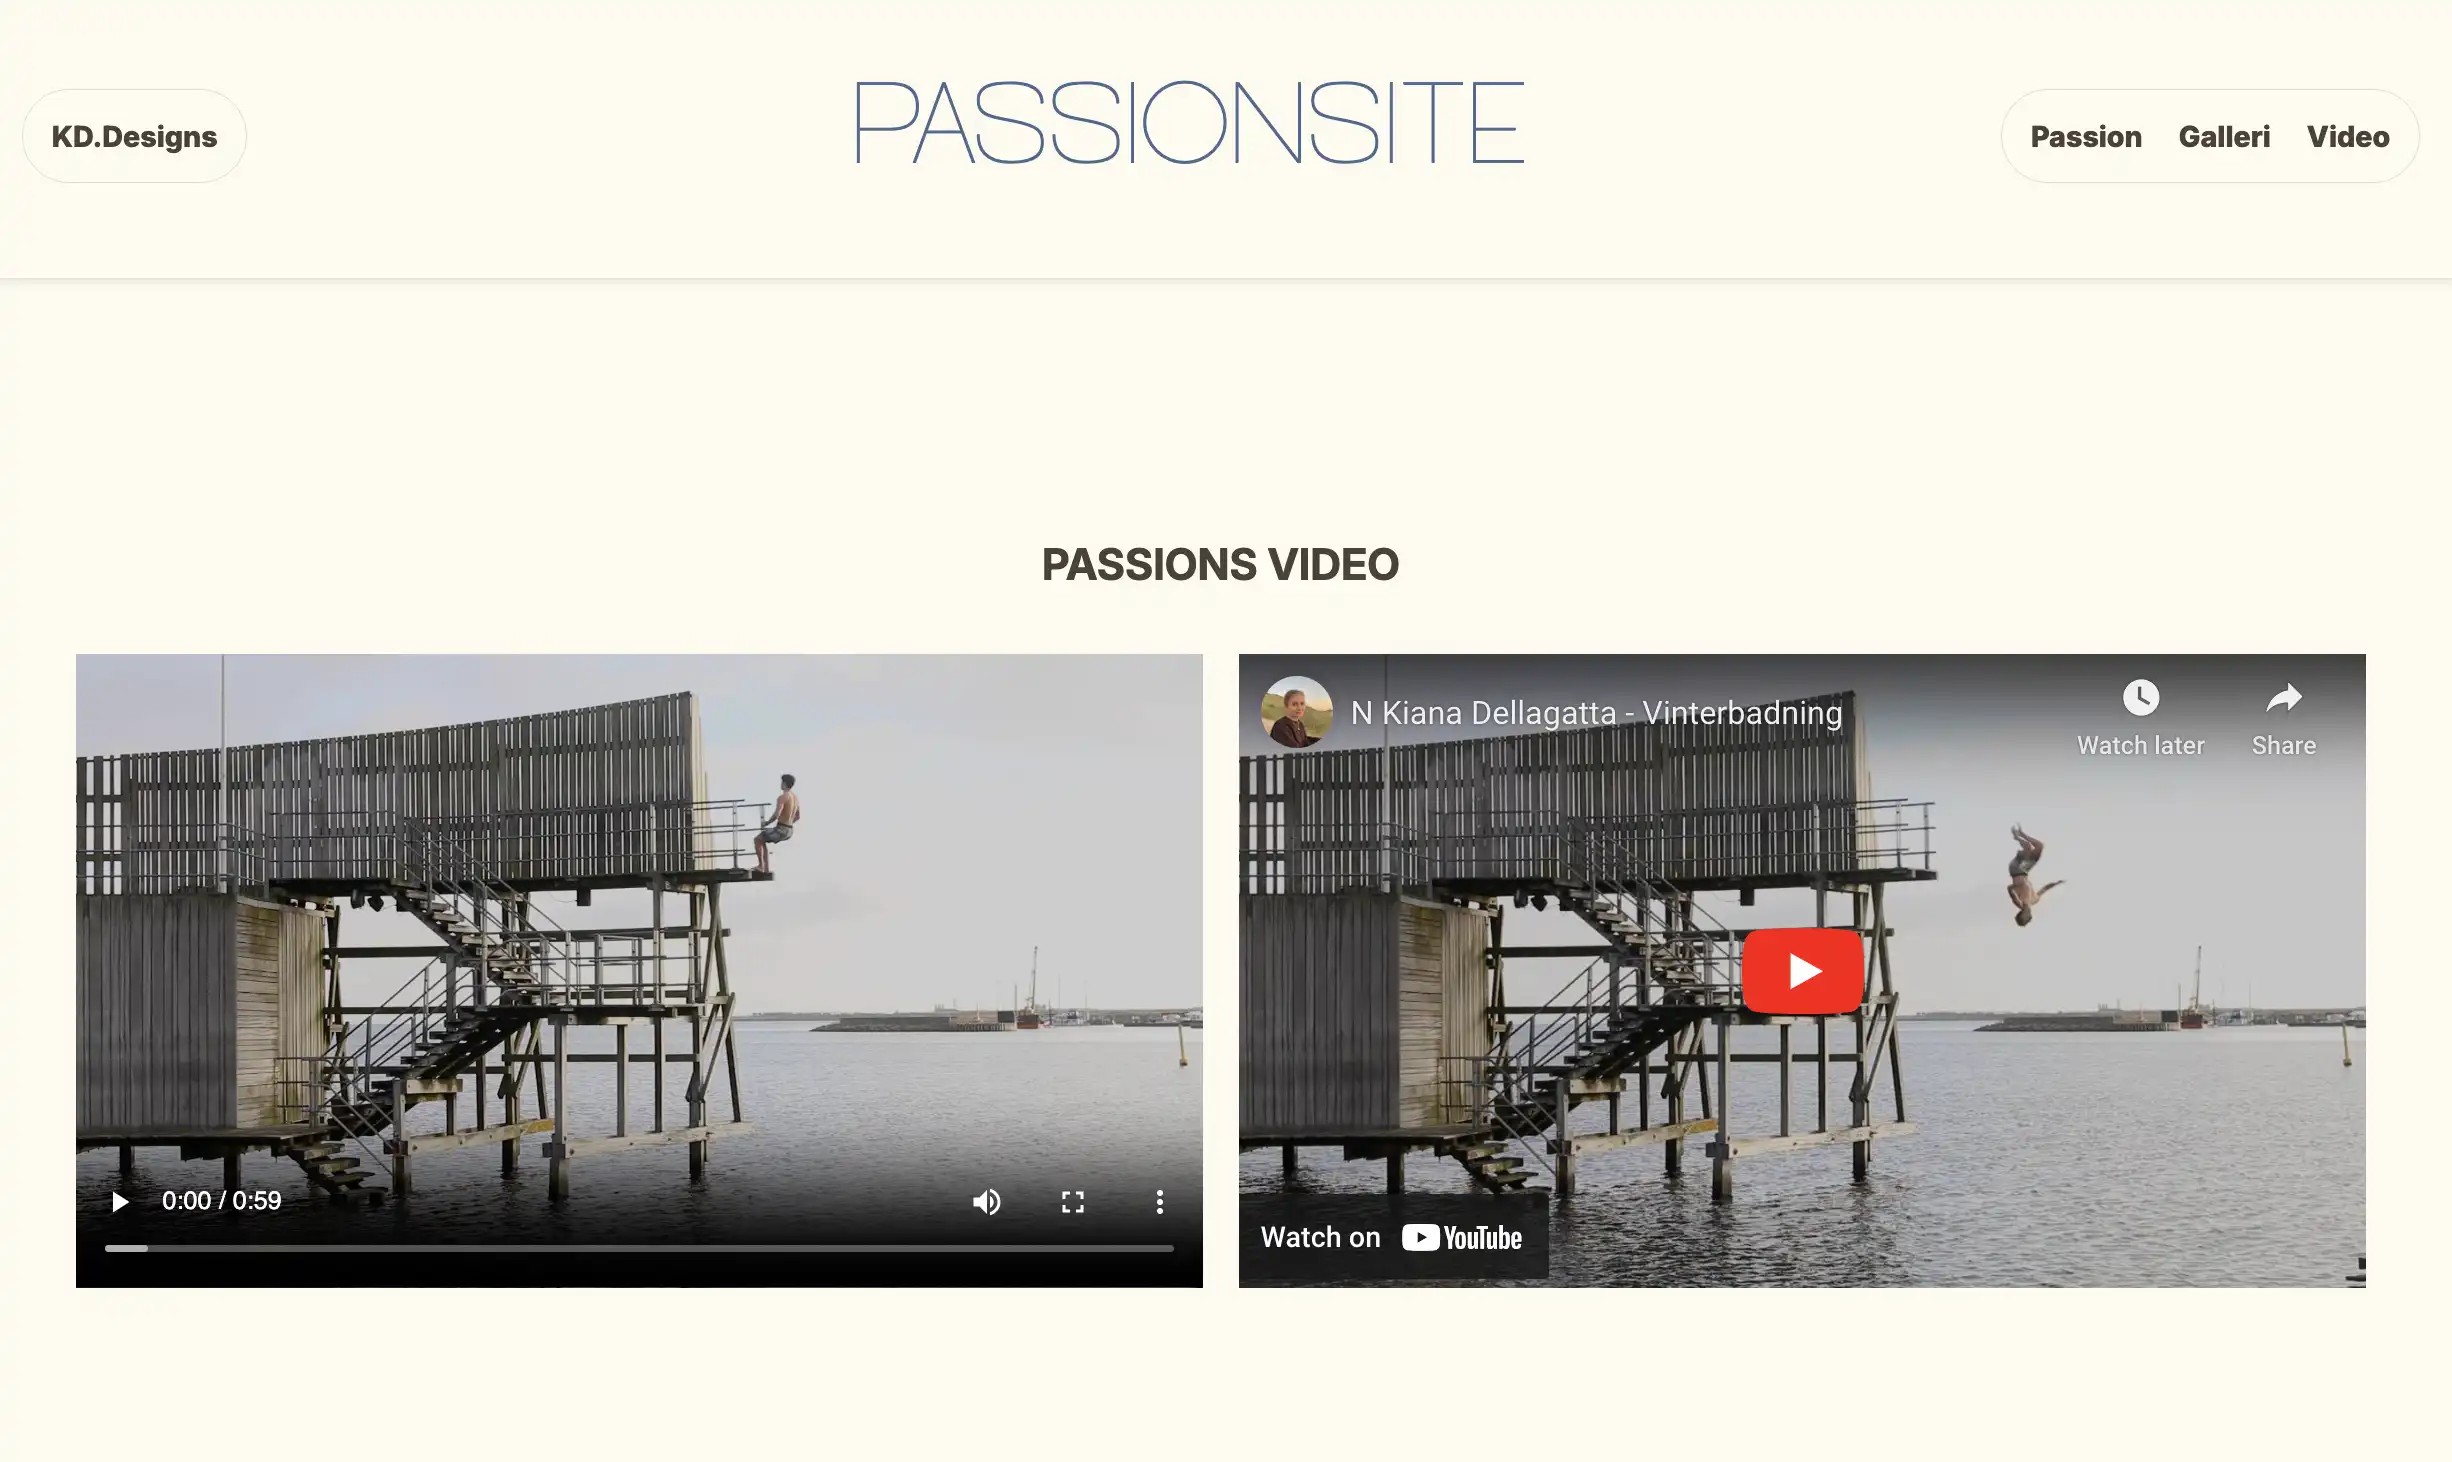 KD.Designs
PASSIONSITE
Passion Galleri Video
PASSIONS VIDEO
0:00 / 0:59
N Kiana Dellagatta - Vinterbadning
Watch later
Share
Watch on YouTube